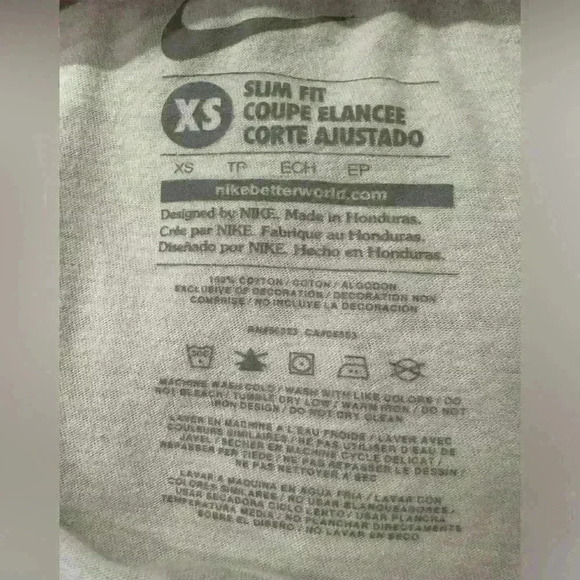 XS
SLIM FIT
COUPE ELANCEE
CORTE AJUSTADO
XS TP ECH EP
nikebetterworld.com
Designed by NIKE. Made in Honduras.
Crée par NIKE. Fabrique au Honduras.
Diseñado por NIKE. Hecho en Honduras.
100% COTTON / COTON / ALGODON
EXCLUSIVE OF DECORATION / DECORATION NON
COMPRISE / NO INCLUYE LA DECORACION
MACHINE WASH COLD / WASH WITH LIKE COLORS / DO
NOT BLEACH / TUMBLE DRY LOW / WARM IRON / DO NOT
IRON DESIGN / DO NOT DRY CLEAN
LAVER EN MACHINE A L'EAU FROIDE / LAVER AVEC
COULEURS SIMILAIRES / NE PAS UTILISER D'EAU DE
JAVEL / SECHER EN MACHINE CYCLE DELICAT /
REPASSER FER TIEDE / NE PAS REPASSER LE DESSIN /
NE PAS NETTOYER A SEC
LAVAR A MAQUINA EN AGUA FRIA / LAVAR CON
COLORES SIMILARES / NO USAR BLANQUEADORES /
USAR SECADORA CICLO LENTO / USAR PLANCHA
TEMPERATURA MEDIA / NO PLANCHAR DIRECTAMENTE
SOBRE EL DISEÑO / NO LAVAR EN SECO